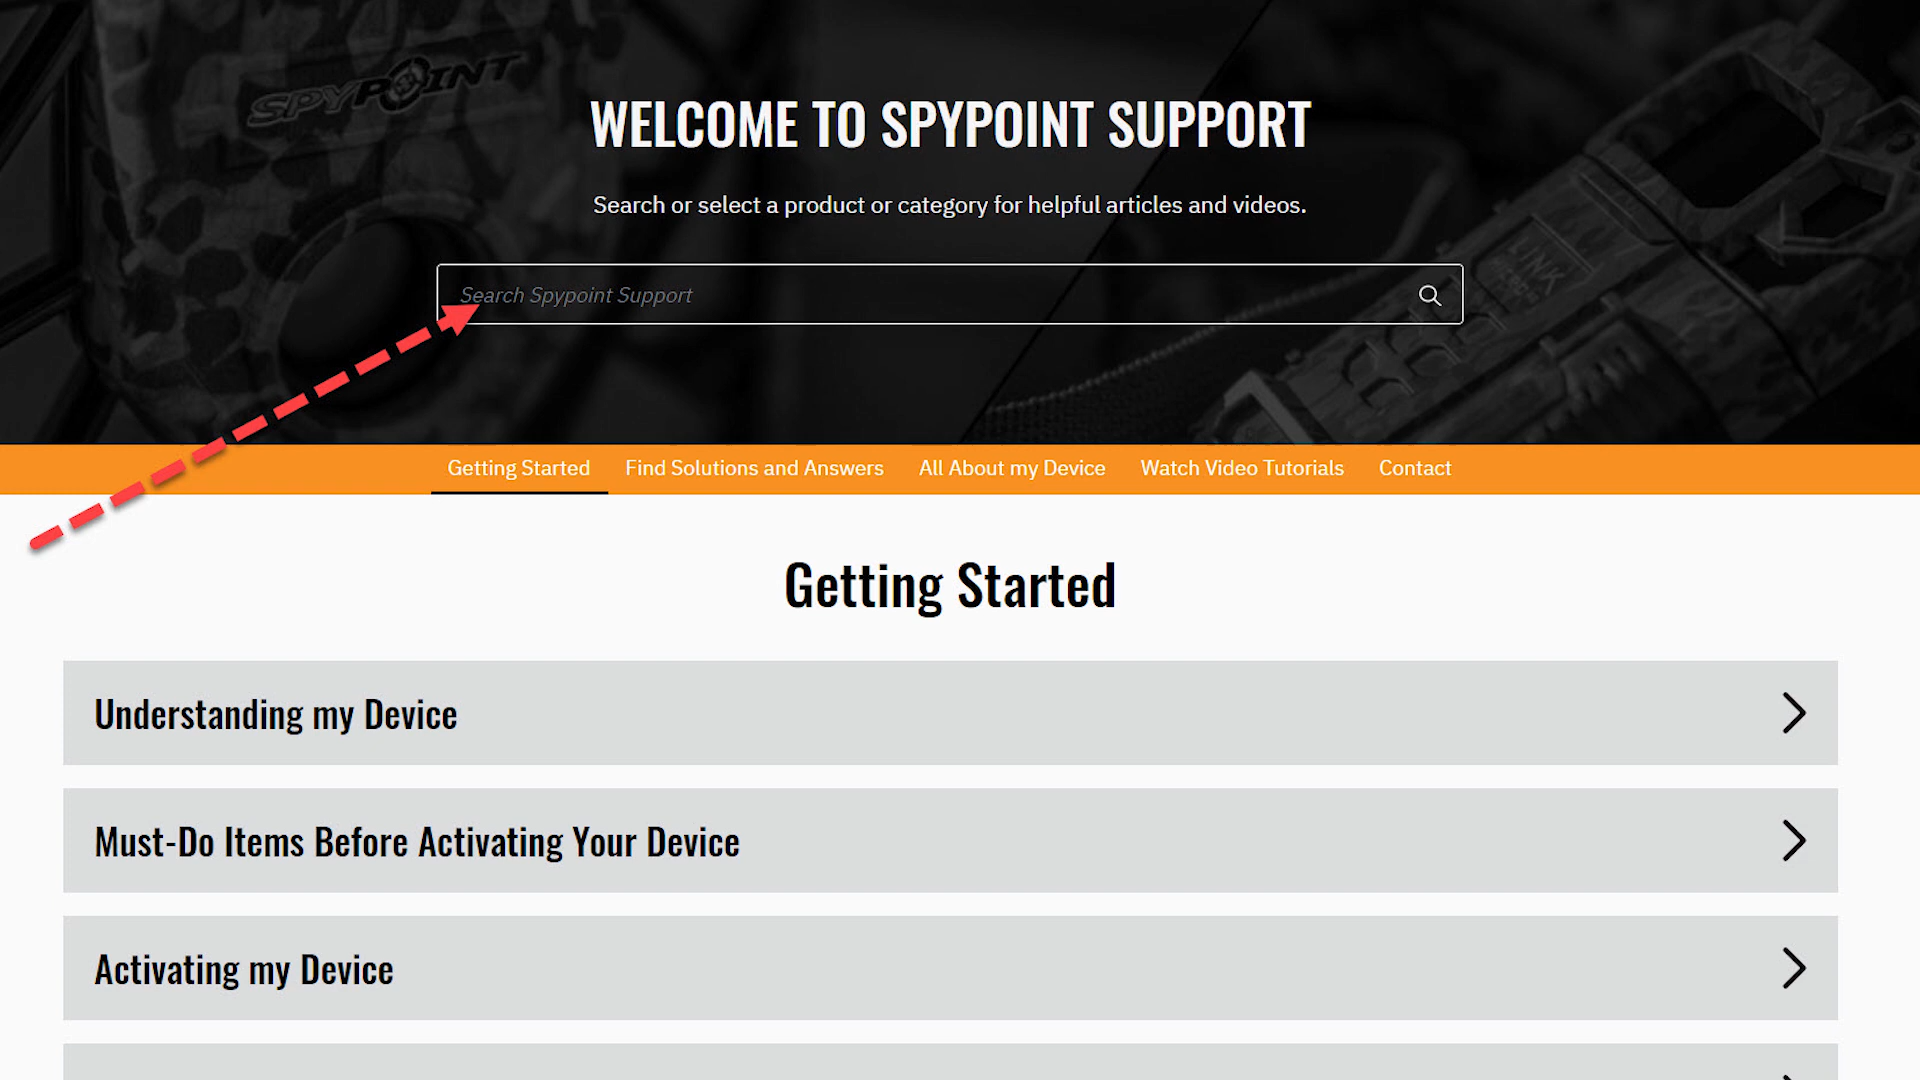 SPYPOINT
WELCOME TO SPYPOINT SUPPORT
Search or select a product or category for helpful articles and videos.
Search Spypoint Support
LINK
Getting Started
Find Solutions and Answers
All About my Device
Watch Video Tutorials
Contact
Getting Started
Understanding my Device
Must-Do Items Before Activating Your Device
Activating my Device